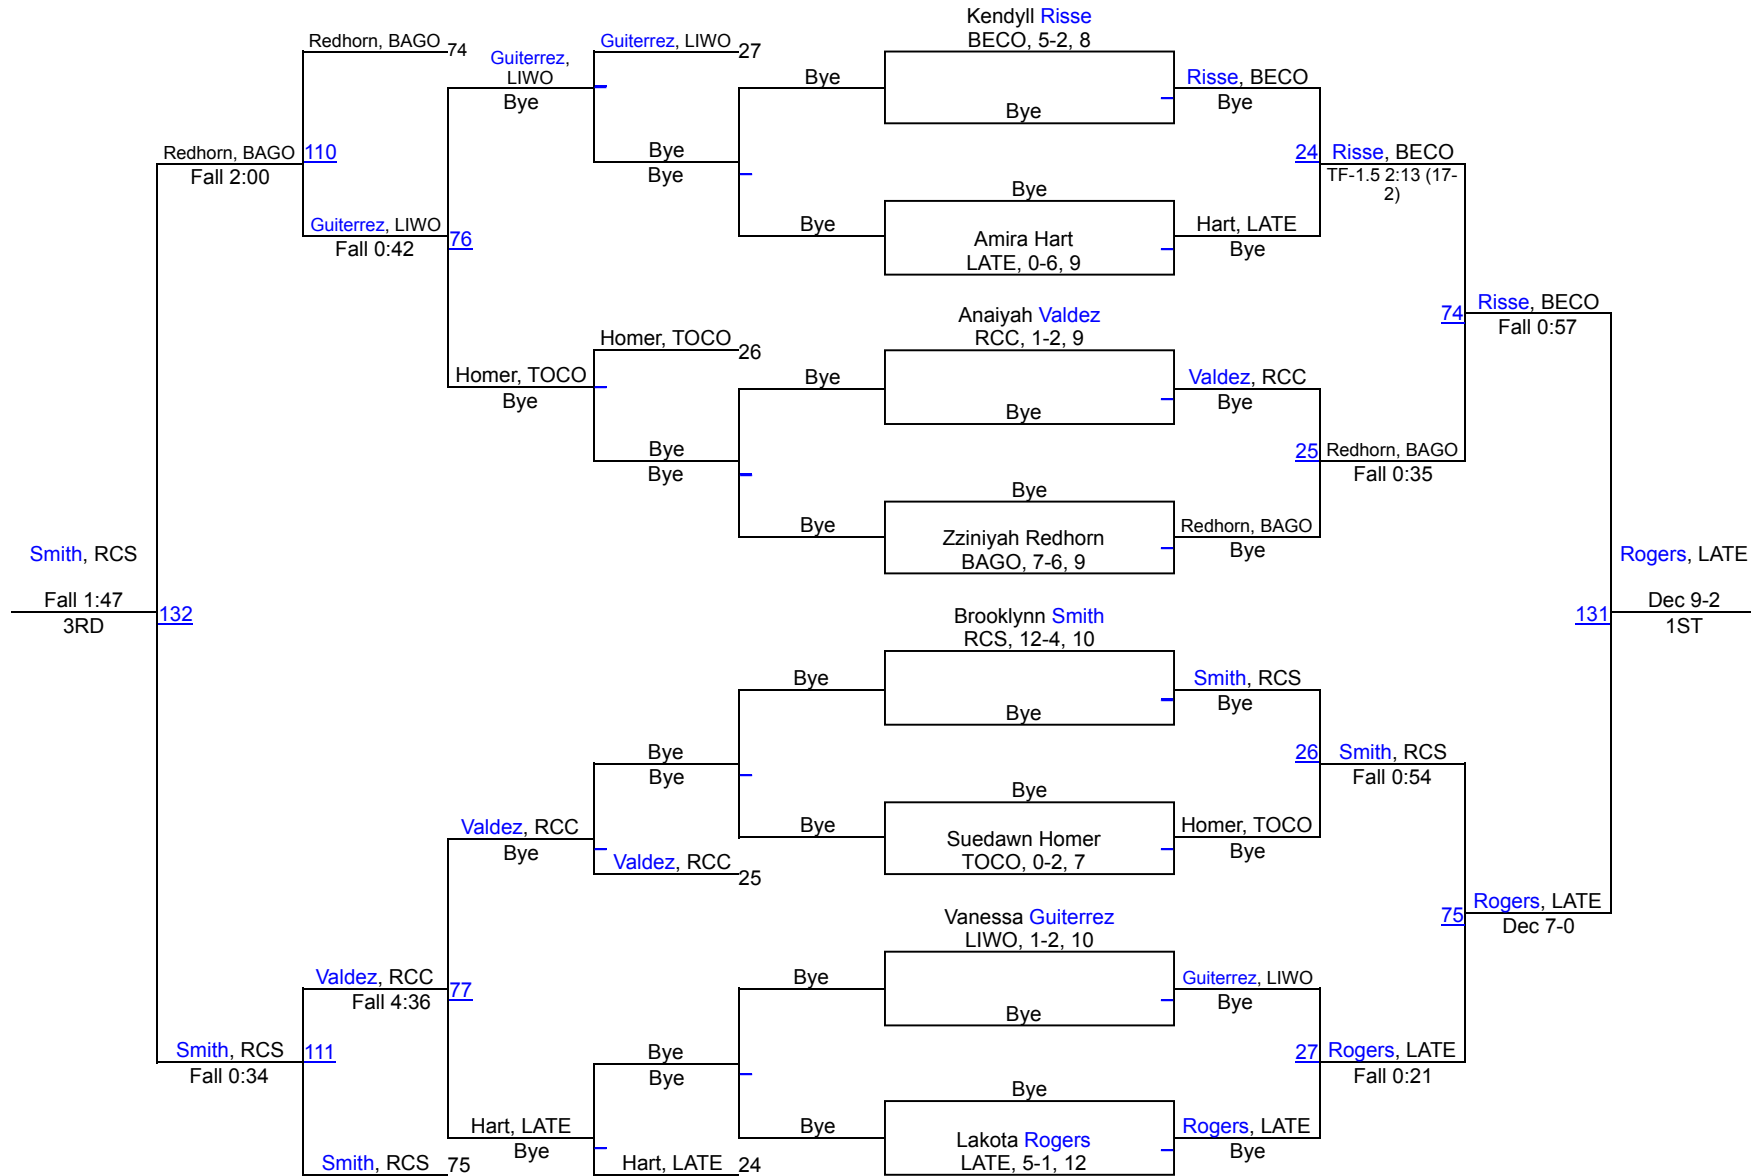 Kendyll Risse
BECO, 5-2, 8
Redhorn, BAGO 74
Guiterrez, LIWO 27
Guiterrez,
LIWO
Bye
Bye
Risse, BECO
Bye
Bye
Redhorn, BAGO 110
Fall 2:00
Bye
Bye
24 Risse, BECO
TF-1.5 2:13 (17-
2)
Bye
Guiterrez, LIWO 76
Fall 0:42
Bye
Amira Hart
LATE, 0-6, 9
Hart, LATE
Bye
Anaiyah Valdez
RCC, 1-2, 9
74 Risse, BECO
Fall 0:57
Homer, TOCO 26
Homer, TOCO
Bye
Bye
Valdez, RCC
Bye
Bye
Bye
Bye
25 Redhorn, BAGO
Fall 0:35
Bye
Bye
Zziniyah Redhorn
BAGO, 7-6, 9
Redhorn, BAGO
Bye
Smith, RCS
Fall 1:47
3RD
132
Rogers, LATE
131 Dec 9-2
1ST
Brooklynn Smith
RCS, 12-4, 10
Bye
Smith, RCS
Bye
Bye
Bye
Bye
26 Smith, RCS
Fall 0:54
Bye
Valdez, RCC
Bye
Bye
Suedawn Homer
TOCO, 0-2, 7
Homer, TOCO
Bye
Valdez, RCC 25
Vanessa Guiterrez
LIWO, 1-2, 10
75 Rogers, LATE
Dec 7-0
Valdez, RCC 77
Fall 4:36
Bye
Guiterrez, LIWO
Bye
Bye
Smith, RCS 111
Fall 0:34
Bye
Bye
27 Rogers, LATE
Fall 0:21
Bye
Hart, LATE
Bye
Bye
Lakota Rogers
LATE, 5-1, 12
Rogers, LATE
Bye
Smith, RCS 75
Hart, LATE 24